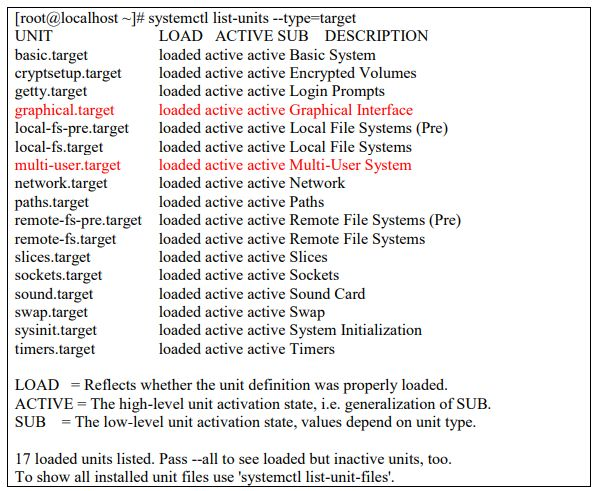 [root@localhost ~]# systemctl list-units --type=target
UNIT LOAD ACTIVE SUB DESCRIPTION
basic.target loaded active active Basic System
cryptsetup.target loaded active active Encrypted Volumes
getty.target loaded active active Login Prompts
graphical.target loaded active active Graphical Interface
local-fs-pre.target loaded active active Local File Systems (Pre)
local-fs.target loaded active active Local File Systems
multi-user.target loaded active active Multi-User System
network.target loaded active active Network
paths.target loaded active active Paths
remote-fs-pre.target loaded active active Remote File Systems (Pre)
remote-fs.target loaded active active Remote File Systems
slices.target loaded active active Slices
sockets.target loaded active active Sockets
sound.target loaded active active Sound Card
swap.target loaded active active Swap
sysinit.target loaded active active System Initialization
timers.target loaded active active Timers
LOAD = Reflects whether the unit definition was properly loaded.
ACTIVE = The high-level unit activation state, i.e. generalization of SUB.
SUB = The low-level unit activation state, values depend on unit type.
17 loaded units listed. Pass --all to see loaded but inactive units, too.
To show all installed unit files use 'systemctl list-unit-files'.